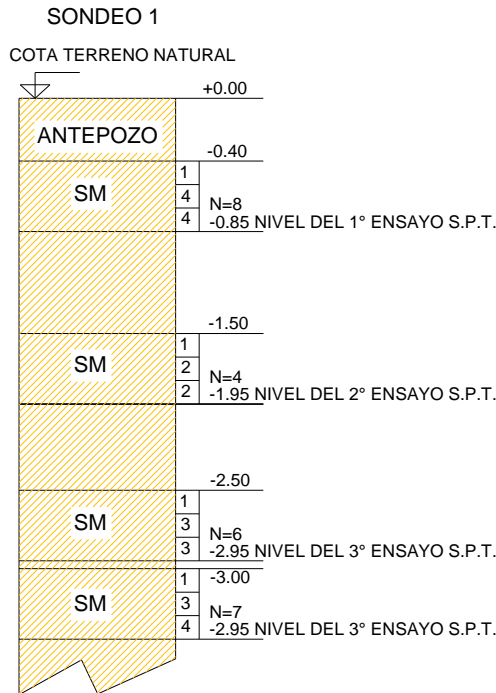 SONDEO 1
COTA TERRENO NATURAL
+0.00
ANTEPOZO
-0.40
SM
1
4
4
N=8
-0.85 NIVEL DEL 1° ENSAYO S.P.T.
-1.50
SM
1
2
2
N=4
-1.95 NIVEL DEL 2° ENSAYO S.P.T.
-2.50
SM
1
3
3
N=6
-2.95 NIVEL DEL 3° ENSAYO S.P.T.
-3.00
SM
1
3
4
N=7
-2.95 NIVEL DEL 3° ENSAYO S.P.T.